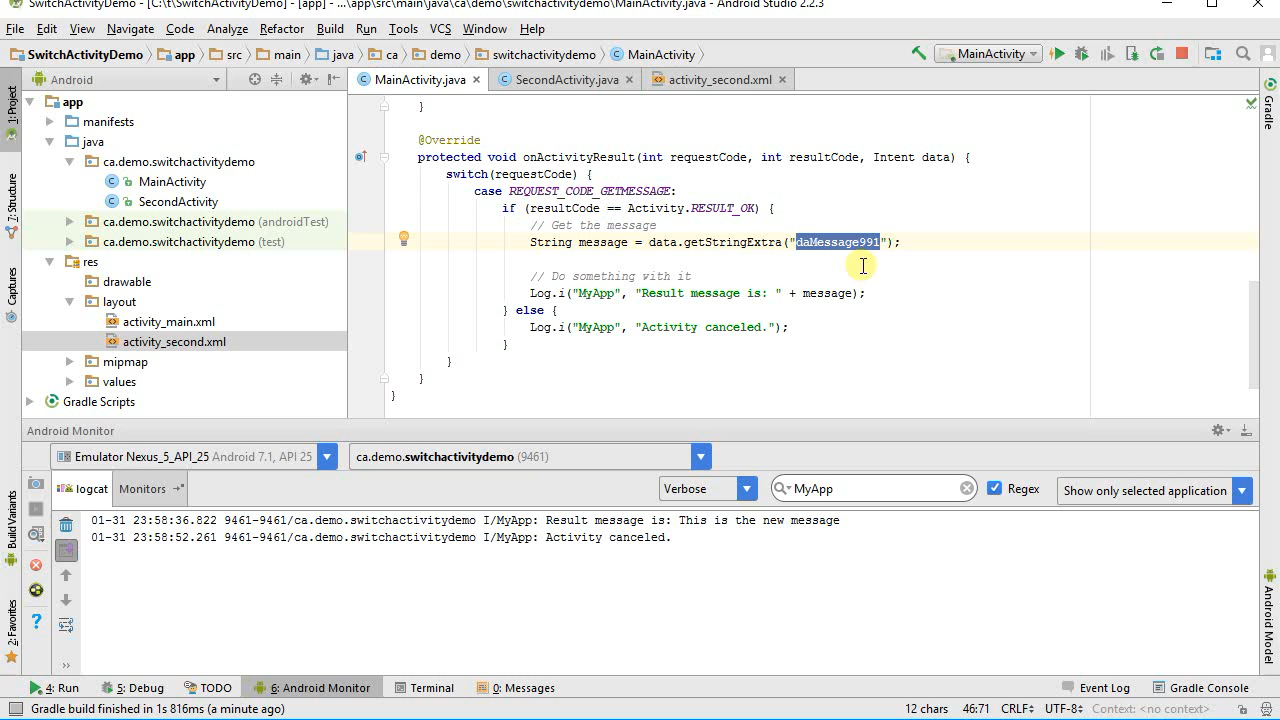 SwitchActivityDemo - [C:\t\SwitchActivityDemo] - [app] - ...\app\src\main\java\ca\demo\switchactivitydemo\MainActivity.java - Android Studio 2.2.3
File Edit View Navigate Code Analyze Refactor Build Run Tools VCS Window Help
SwitchActivityDemo app src main java ca demo switchactivitydemo MainActivity MainActivity
Android MainActivity.java SecondActivity.java activity_second.xml
1: Project
7: Structure
Captures
Build Variants
2: Favorites
app
manifests
java
ca.demo.switchactivitydemo
MainActivity
SecondActivity
ca.demo.switchactivitydemo (androidTest)
ca.demo.switchactivitydemo (test)
res
drawable
layout
activity_main.xml
activity_second.xml
mipmap
values
Gradle Scripts
}
@Override
protected void onActivityResult(int requestCode, int resultCode, Intent data) {
switch(requestCode) {
case REQUEST_CODE_GETMESSAGE:
if (resultCode == Activity.RESULT_OK) {
// Get the message
String message = data.getStringExtra("daMessage991");
// Do something with it
Log.i("MyApp", "Result message is: " + message);
} else {
Log.i("MyApp", "Activity canceled.");
}
}
}
}
Gradle
Android Model
Android Monitor
Emulator Nexus_5_API_25 Android 7.1, API 25 ca.demo.switchactivitydemo (9461)
logcat Monitors Verbose MyApp Regex Show only selected application
01-31 23:58:36.822 9461-9461/ca.demo.switchactivitydemo I/MyApp: Result message is: This is the new message
01-31 23:58:52.261 9461-9461/ca.demo.switchactivitydemo I/MyApp: Activity canceled.
4: Run 5: Debug TODO 6: Android Monitor Terminal 0: Messages Event Log Gradle Console
Gradle build finished in 1s 816ms (a minute ago) 12 chars 46:71 CRLF UTF-8 Context: <no context>